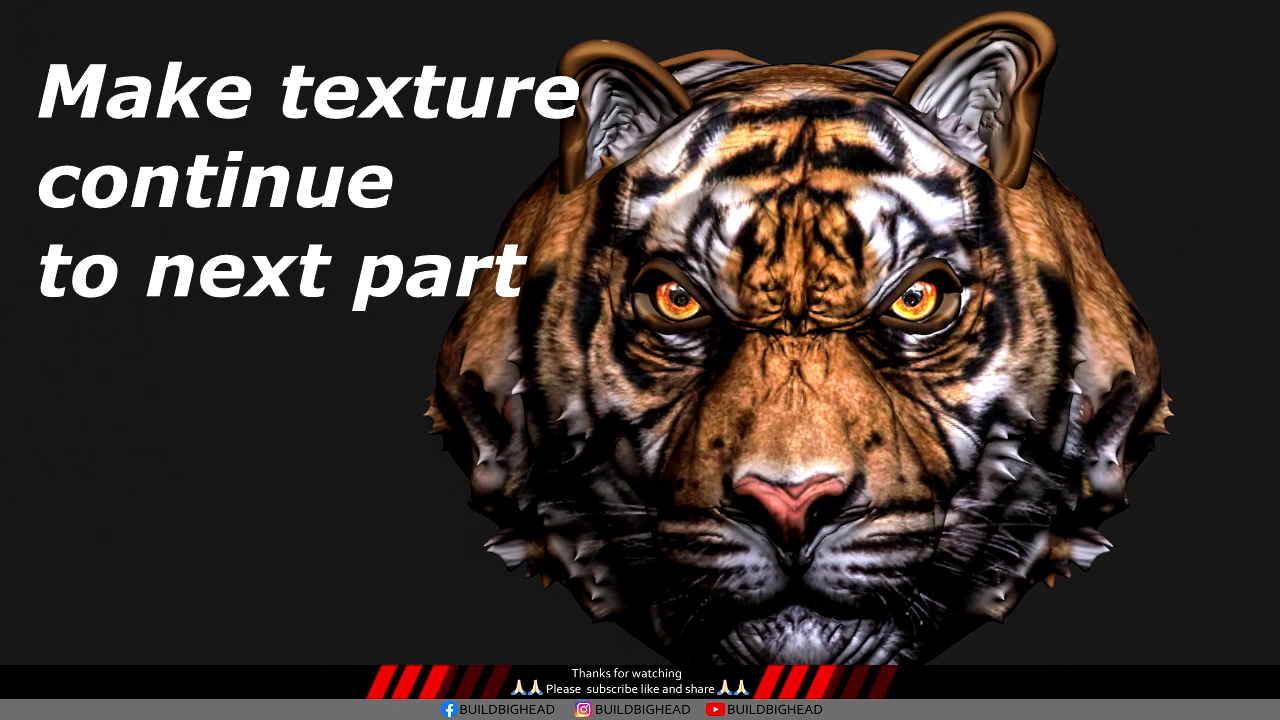 Make texture
continue
to next part
Thanks for watching
🙏🏻🙏🏻 Please subscribe like and share 🙏🏻🙏🏻
BUILDBIGHEAD BUILDBIGHEAD BUILDBIGHEAD